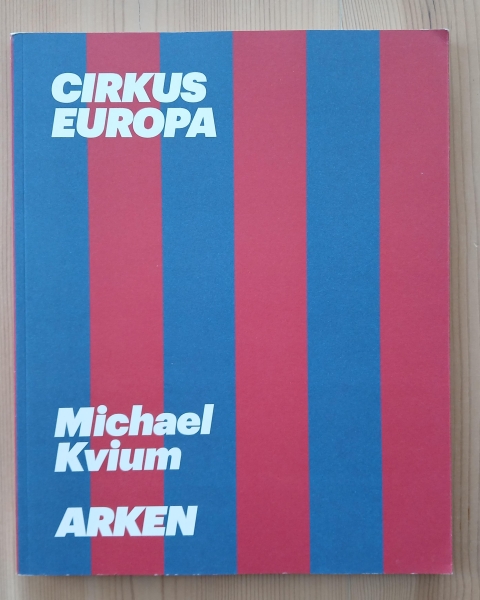 CIRKUS
EUROPA
Michael
Kvium
ARKEN